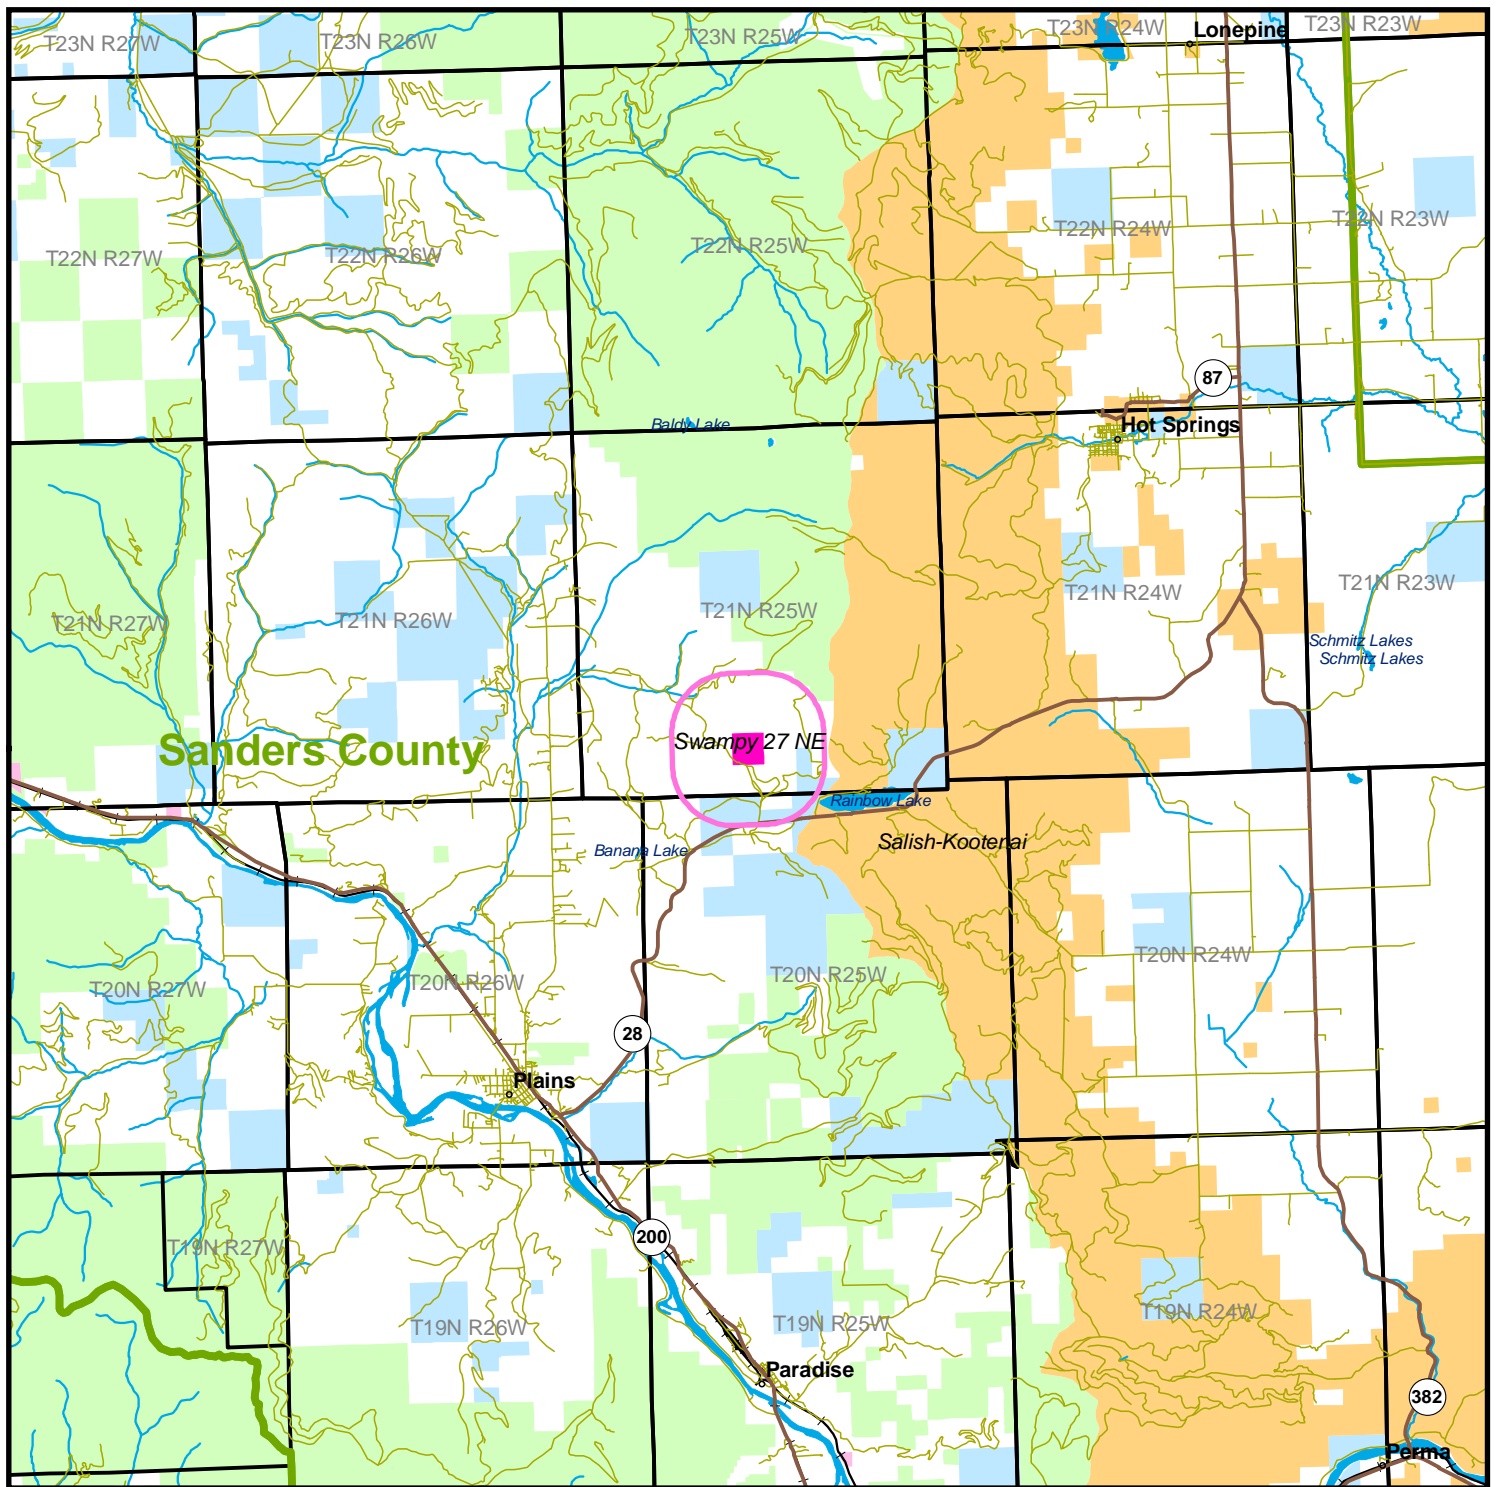 T23N R27W
T23N R26W
T23N R25W
T23N R24W
T23N R23W
Lonepine
T22N R27W
T22N R26W
T22N R25W
T22N R24W
T22N R23W
87
Baldy Lake
Hot Springs
T21N R27W
T21N R26W
T21N R25W
T21N R24W
T21N R23W
Schmitz Lakes
Schmitz Lakes
Sanders County
Swampy 27 NE
Rainbow Lake
Banana Lake
Salish-Kootenai
T20N R27W
T20N R26W
T20N R25W
T20N R24W
28
Plains
200
T19N R27W
T19N R26W
T19N R25W
T19N R24W
Paradise
382
Perma